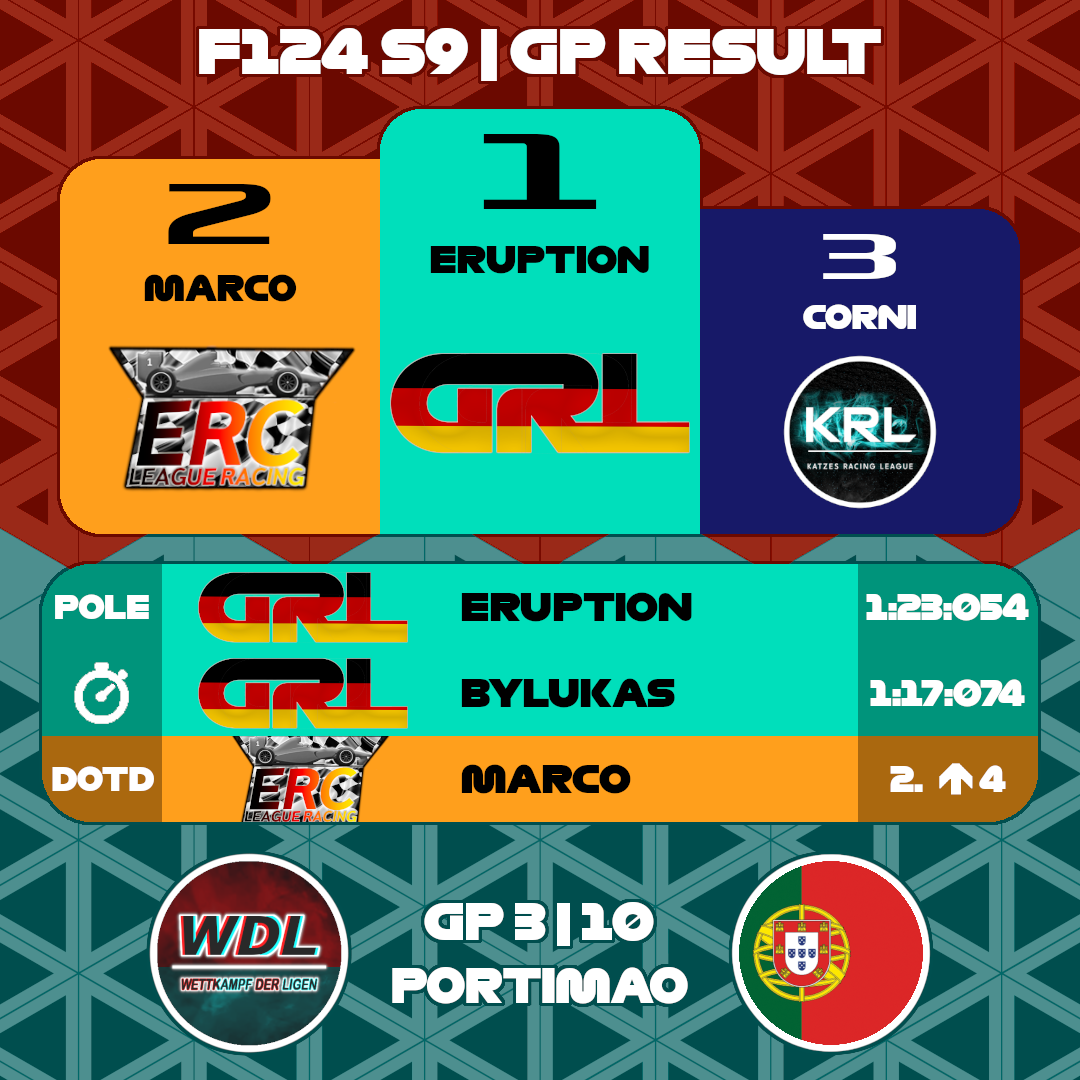 F124 S9 | GP RESULT
1
ERUPTION
GRL
2
MARCO
1
ERC
LEAGUE RACING
3
CORNI
KRL
KATZES RACING LEAGUE
POLE
GRL
ERUPTION
1:23:054
GRL
BYLUKAS
1:17:074
DOTD
1
ERC
LEAGUE RACING
MARCO
2. ↑4
WDL
WETTKAMPF DER LIGEN
GP 3 | 10
PORTIMAO